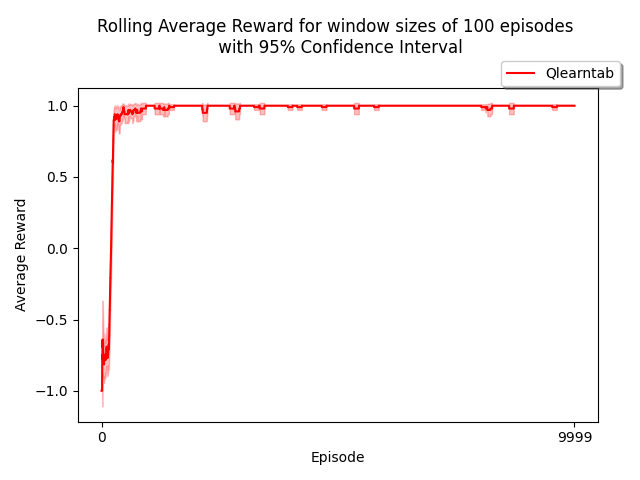 Rolling Average Reward for window sizes of 100 episodes
with 95% Confidence Interval
Qlearntab
1.0
0.5
0.0
−0.5
−1.0
Average Reward
0
9999
Episode